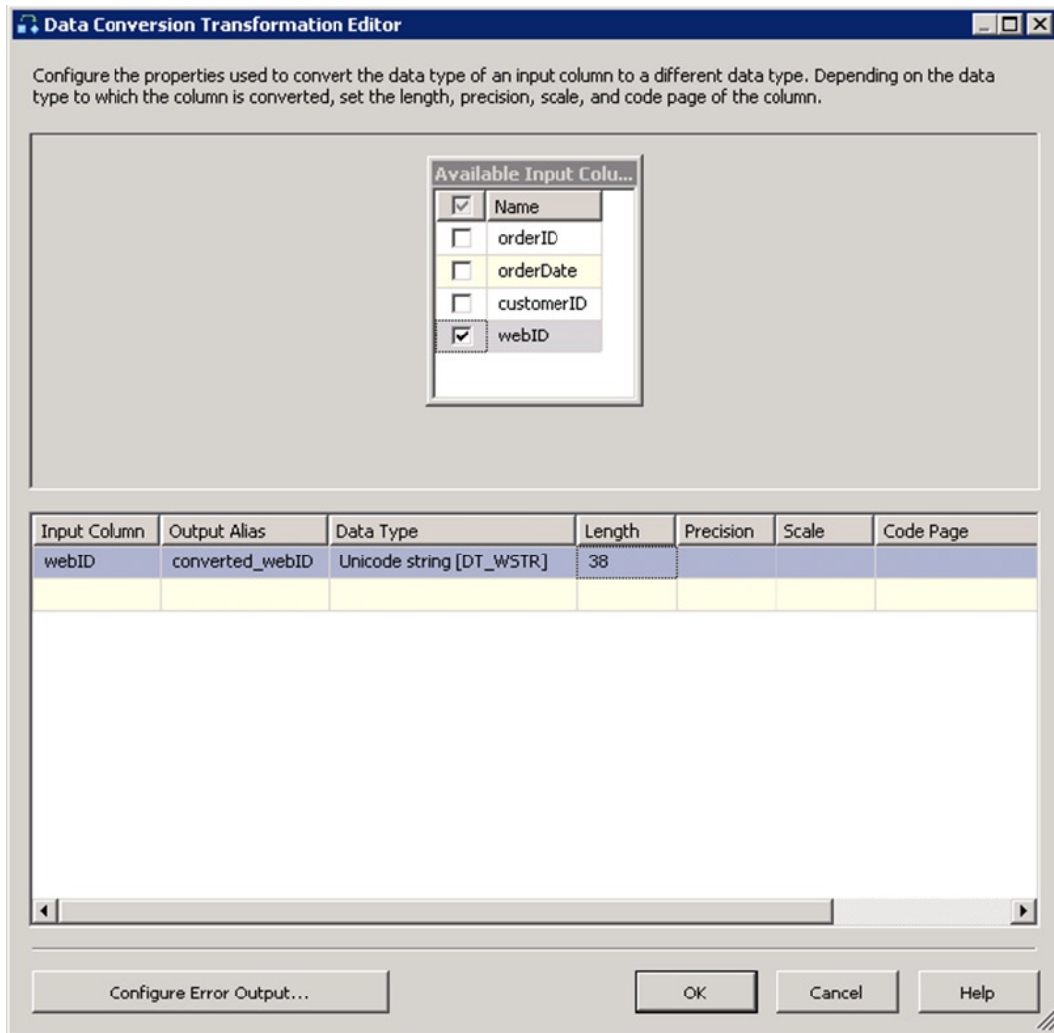 Data Conversion Transformation Editor
Configure the properties used to convert the data type of an input column to a different data type. Depending on the data
type to which the column is converted, set the length, precision, scale, and code page of the column.
Available Input Colu...
Name
orderID
orderDate
customerID
webID
Input Column Output Alias Data Type Length Precision Scale Code Page
webID converted_webID Unicode string [DT_WSTR] 38
Configure Error Output... OK Cancel Help